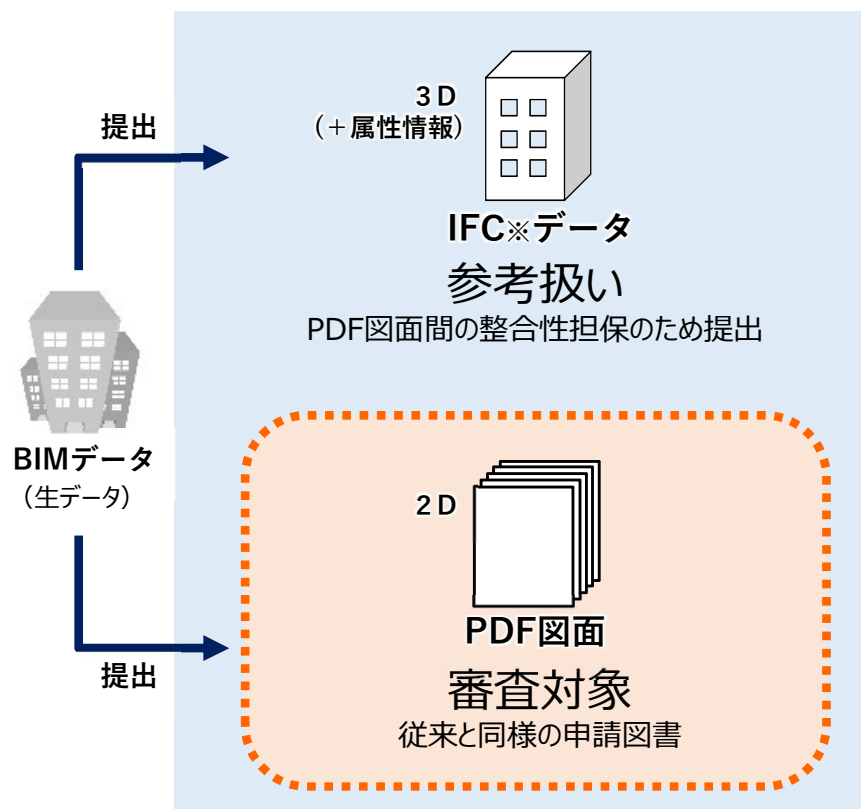 提出
3D
(+属性情報)
IFC※データ
参考扱い
PDF図面間の整合性担保のため提出
BIMデータ
(生データ)
2D
PDF図面
提出
審査対象
従来と同様の申請図書